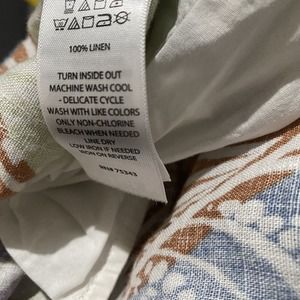 100% LINEN
TURN INSIDE OUT
MACHINE WASH COOL
- DELICATE CYCLE
WASH WITH LIKE COLORS
ONLY NON-CHLORINE
BLEACH WHEN NEEDED
LINE DRY
LOW IRON IF NEEDED
IRON ON REVERSE
75343